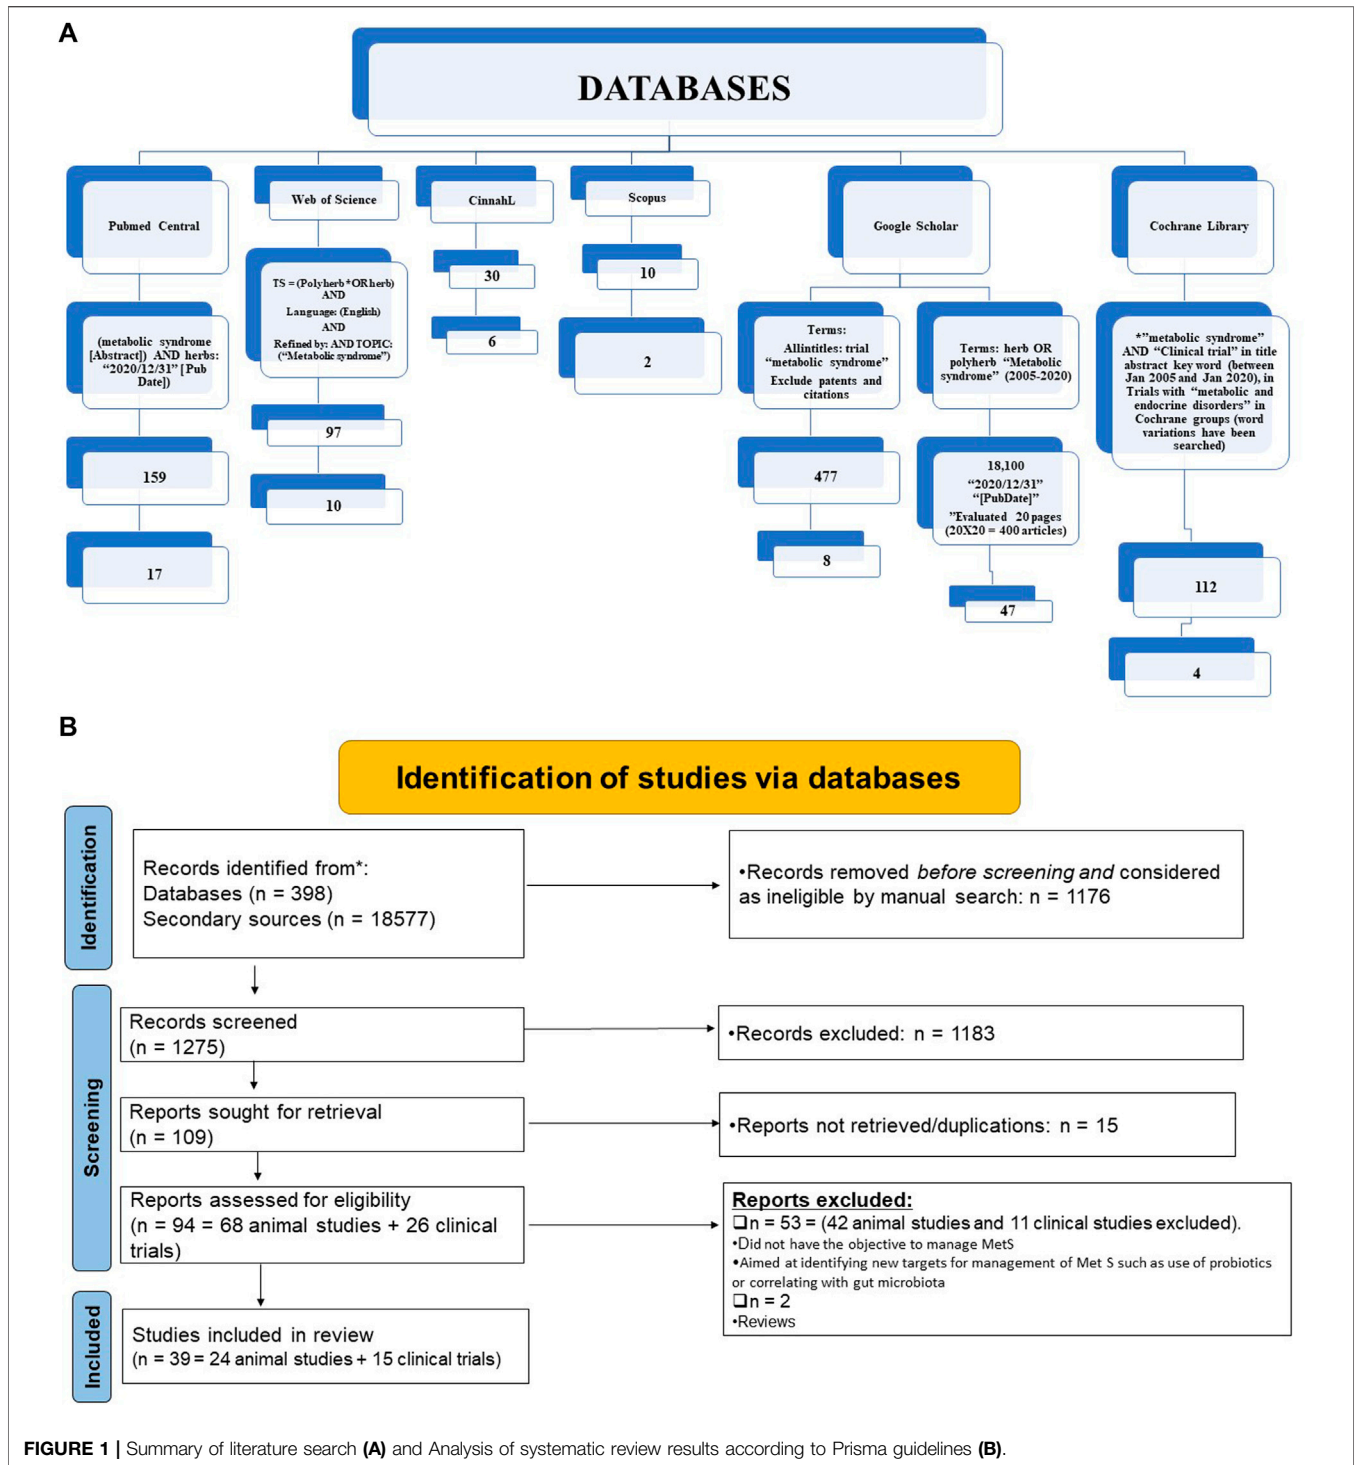 A
DATABASES
Pubmed Central
Web of Science
CinnahL
Scopus
Google Scholar
Cochrane Library
(metabolic syndrome
[Abstract]) AND herbs:
“2020/12/31” [Pub
Date])
159
17
TS = (Polyherb *OR herb)
AND
Language: (English)
AND
Refined by: AND TOPIC:
(“Metabolic syndrome”)
97
10
30
6
10
2
Terms:
Allintitles: trial
“metabolic syndrome”
Exclude patents and
citations
477
8
Terms: herb OR
polyherb “Metabolic
syndrome” (2005-2020)
18,100
“2020/12/31”
“[PubDate]”
”Evaluated 20 pages
(20X20 = 400 articles)
47
*”metabolic syndrome”
AND “Clinical trial” in title
abstract key word (between
Jan 2005 and Jan 2020), in
Trials with “metabolic and
endocrine disorders” in
Cochrane groups (word
variations have been
searched)
112
4
B
Identification of studies via databases
Identification
Records identified from*:
Databases (n = 398)
Secondary sources (n = 18577)
•Records removed before screening and considered
as ineligible by manual search: n = 1176
Screening
Records screened
(n = 1275)
•Records excluded: n = 1183
Reports sought for retrieval
(n = 109)
•Reports not retrieved/duplications: n = 15
Reports assessed for eligibility
(n = 94 = 68 animal studies + 26 clinical
trials)
Reports excluded:
❑n = 53 = (42 animal studies and 11 clinical studies excluded).
•Did not have the objective to manage MetS
•Aimed at identifying new targets for management of Met S such as use of probiotics
or correlating with gut microbiota
❑n = 2
•Reviews
Included
Studies included in review
(n = 39 = 24 animal studies + 15 clinical trials)
FIGURE 1 | Summary of literature search (A) and Analysis of systematic review results according to Prisma guidelines (B).